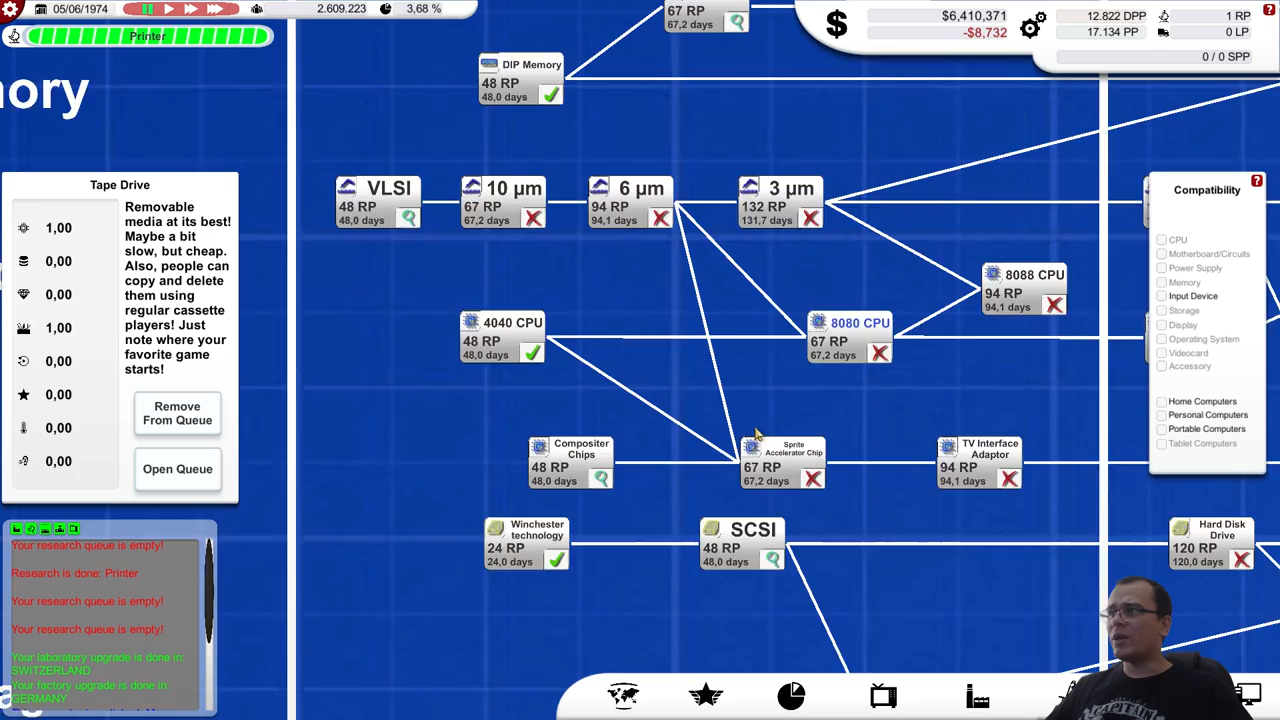 05/06/1974
2.609.223
3,68 %
$6,410,371
-$8,732
12.822 DPP
17.134 PP
1 RP
0 LP
0 / 0 SPP
Printer
67 RP
67,2 days
DIP Memory
48 RP
48,0 days
ory
Tape Drive
1,00
0,00
0,00
1,00
0,00
0,00
0,00
0,00
Removable
media at its best!
Maybe a bit
slow, but cheap.
Also, people can
copy and delete
them using
regular cassette
players! Just
note where your
favorite game
starts!
Remove
From Queue
Open Queue
VLSI
48 RP
48,0 days
10 µm
67 RP
67,2 days
6 µm
94 RP
94,1 days
3 µm
132 RP
131,7 days
8088 CPU
94 RP
94,1 days
4040 CPU
48 RP
48,0 days
8080 CPU
67 RP
67,2 days
Compositer
Chips
48 RP
48,0 days
Sprite
Accelerator Chip
67 RP
67,2 days
TV Interface
Adaptor
94 RP
94,1 days
Winchester
technology
24 RP
24,0 days
SCSI
48 RP
48,0 days
Hard Disk
Drive
120 RP
120,0 days
Compatibility
CPU
Motherboard/Circuits
Power Supply
Memory
Input Device
Storage
Display
Operating System
Videocard
Accessory
Home Computers
Personal Computers
Portable Computers
Tablet Computers
Your research queue is empty!
Research is done: Printer
Your research queue is empty!
Your research queue is empty!
Your laboratory upgrade is done in:
SWITZERLAND
Your factory upgrade is done in:
GERMANY